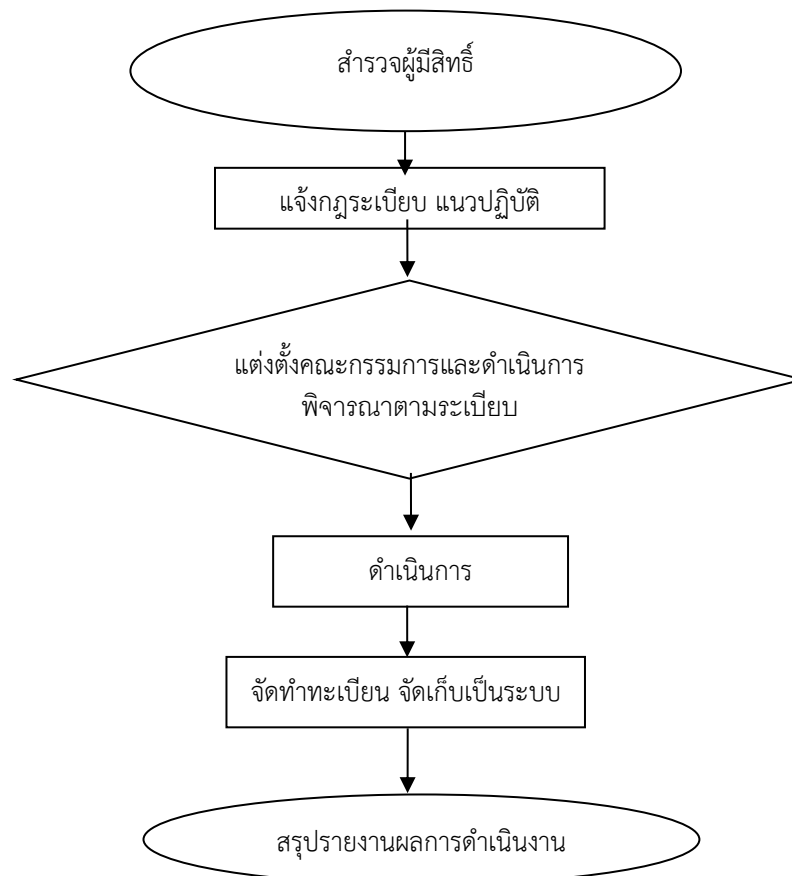 สำรวจผู้มีสิทธิ์
แจ้งกฎระเบียบ แนวปฏิบัติ
แต่งตั้งคณะกรรมการและดำเนินการ
พิจารณาตามระเบียบ
ดำเนินการ
จัดทำทะเบียน จัดเก็บเป็นระบบ
สรุปรายงานผลการดำเนินงาน